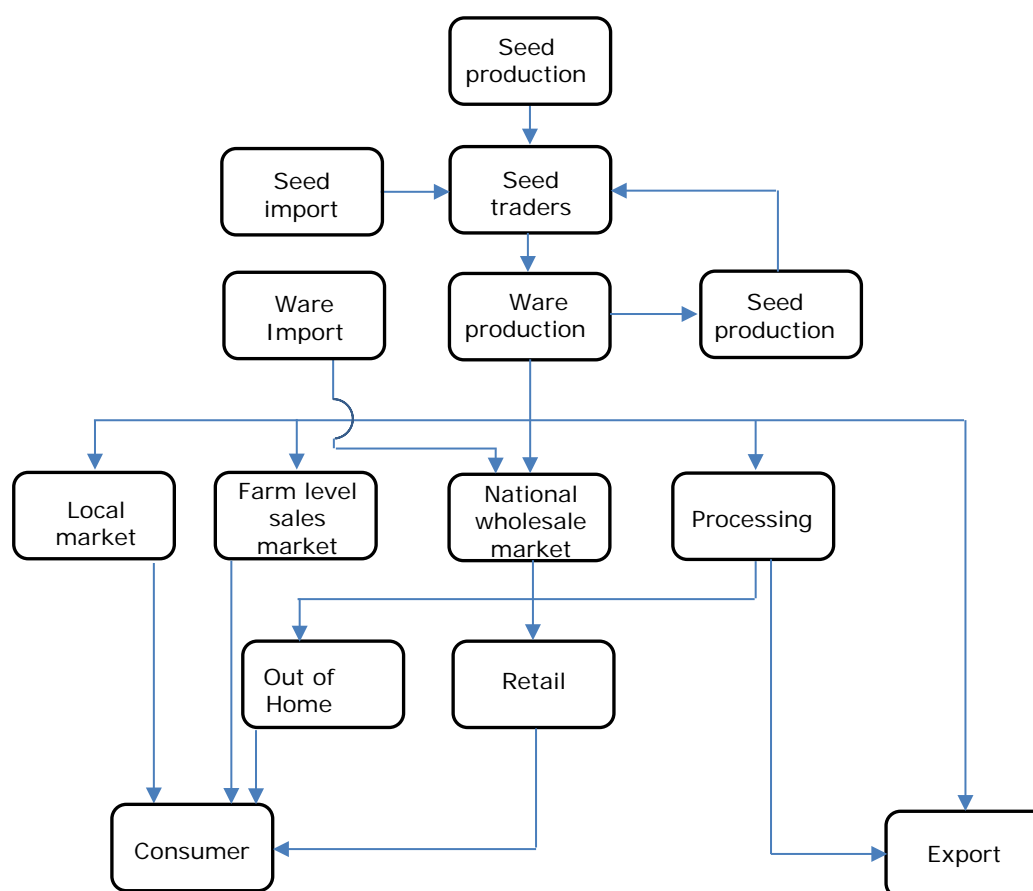 Seed
production
Seed
import
Seed
traders
Ware
Import
Ware
production
Seed
production
Local
market
Farm level
sales
market
National
wholesale
market
Processing
Out of
Home
Retail
Consumer
Export